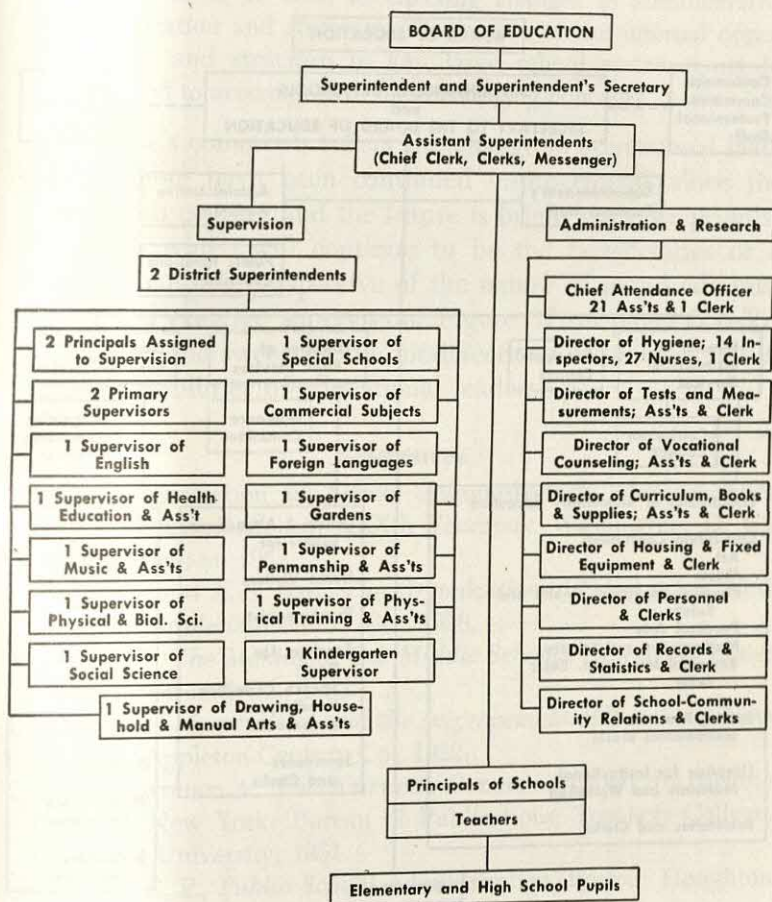 BOARD OF EDUCATION
Superintendent and Superintendent's Secretary
Assistant Superintendents
(Chief Clerk, Clerks, Messenger)
Supervision
2 District Superintendents
2 Principals Assigned
to Supervision
1 Supervisor of
Special Schools
2 Primary
Supervisors
1 Supervisor of
Commercial Subjects
1 Supervisor of
English
1 Supervisor of
Foreign Languages
1 Supervisor of Health
Education & Ass't
1 Supervisor of
Gardens
1 Supervisor of
Music & Ass'ts
1 Supervisor of
Penmanship & Ass'ts
1 Supervisor of
Physical & Biol. Sci.
1 Supervisor of Phys-
ical Training & Ass'ts
1 Supervisor of
Social Science
1 Kindergarten
Supervisor
1 Supervisor of Drawing, House-
hold & Manual Arts & Ass'ts
Administration & Research
Chief Attendance Officer
21 Ass'ts & 1 Clerk
Director of Hygiene; 14 In-
spectors, 27 Nurses, 1 Clerk
Director of Tests and Mea-
surements; Ass'ts & Clerk
Director of Vocational
Counseling; Ass'ts & Clerk
Director of Curriculum, Books
& Supplies; Ass'ts & Clerk
Director of Housing & Fixed
Equipment & Clerk
Director of Personnel
& Clerks
Director of Records &
Statistics & Clerk
Director of School-Commun-
ity Relations & Clerks
Principals of Schools
Teachers
Elementary and High School Pupils